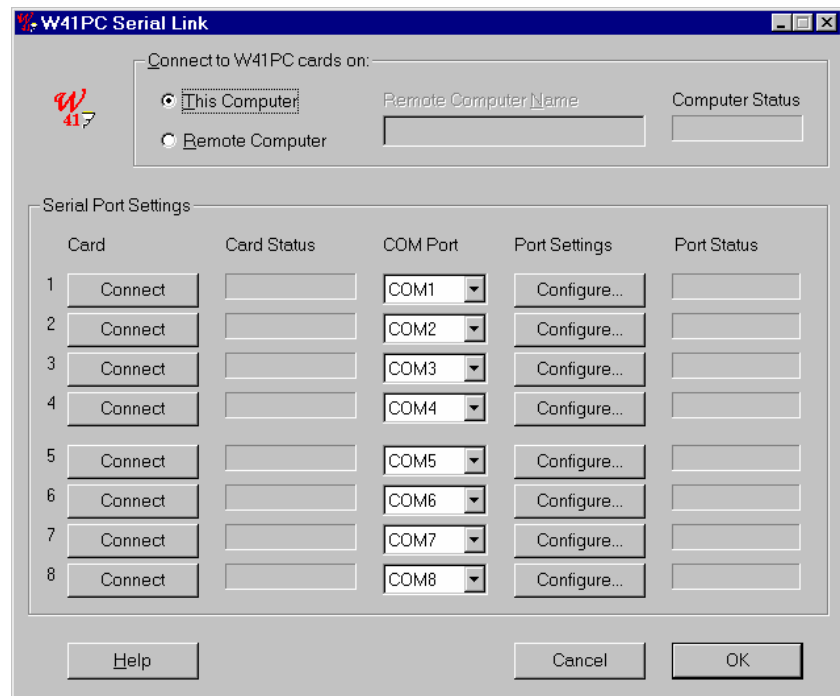 W41PC Serial Link
Connect to W41PC cards on:
W
41
This Computer
Remote Computer Name
Computer Status
Remote Computer
Serial Port Settings
Card Card Status COM Port Port Settings Port Status
1 Connect COM1 Configure...
2 Connect COM2 Configure...
3 Connect COM3 Configure...
4 Connect COM4 Configure...
5 Connect COM5 Configure...
6 Connect COM6 Configure...
7 Connect COM7 Configure...
8 Connect COM8 Configure...
Help Cancel OK